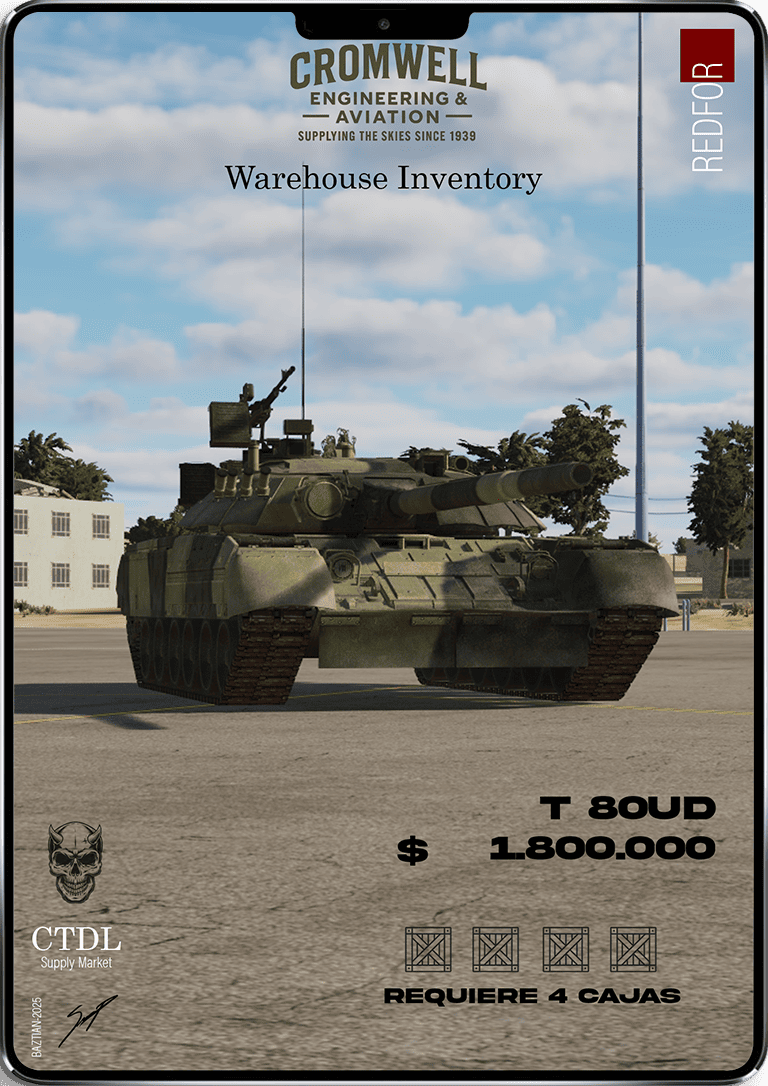 CROMWELL
ENGINEERING &
AVIATION
SUPPLYING THE SKIES SINCE 1939
REDFOR
Warehouse Inventory
T 80UD
$ 1.800.000
CTDL
Supply Market
REQUIERE 4 CAJAS
BAZTIAN-2025